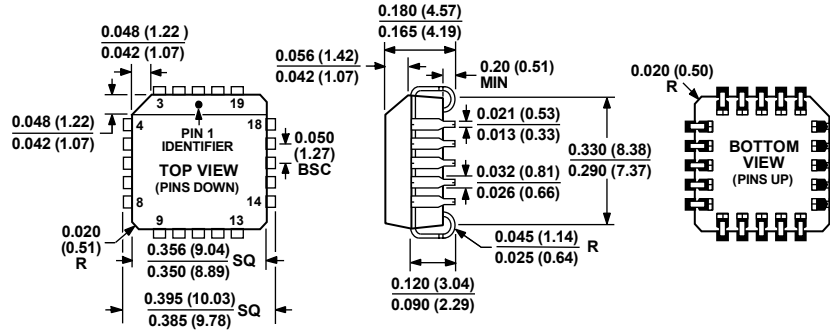 0.180 (4.57)
0.165 (4.19)
0.048 (1.22)
0.042 (1.07)
0.056 (1.42)
0.042 (1.07)
0.20 (0.51)
MIN
0.020 (0.50)
R
3
19
0.048 (1.22)
0.042 (1.07)
4
18
PIN 1
IDENTIFIER
TOP VIEW
(PINS DOWN)
0.050
(1.27)
BSC
8
14
9
13
0.020
(0.51)
R
0.356 (9.04)
0.350 (8.89)
SQ
0.395 (10.03)
0.385 (9.78)
SQ
0.021 (0.53)
0.013 (0.33)
0.032 (0.81)
0.026 (0.66)
0.330 (8.38)
0.290 (7.37)
0.045 (1.14)
0.025 (0.64)
R
0.120 (3.04)
0.090 (2.29)
BOTTOM
VIEW
(PINS UP)